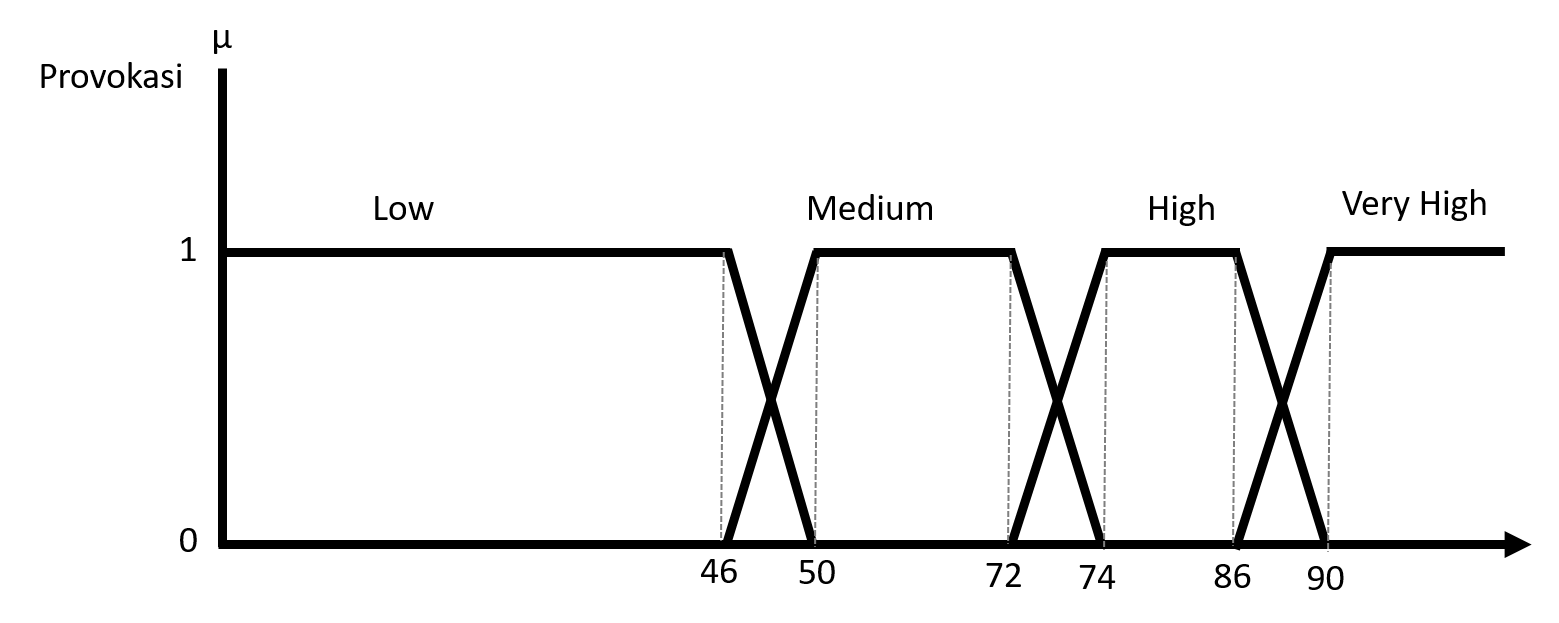 μ
Provokasi
Low
Medium
High
Very High
1
0
46
50
72
74
86
90